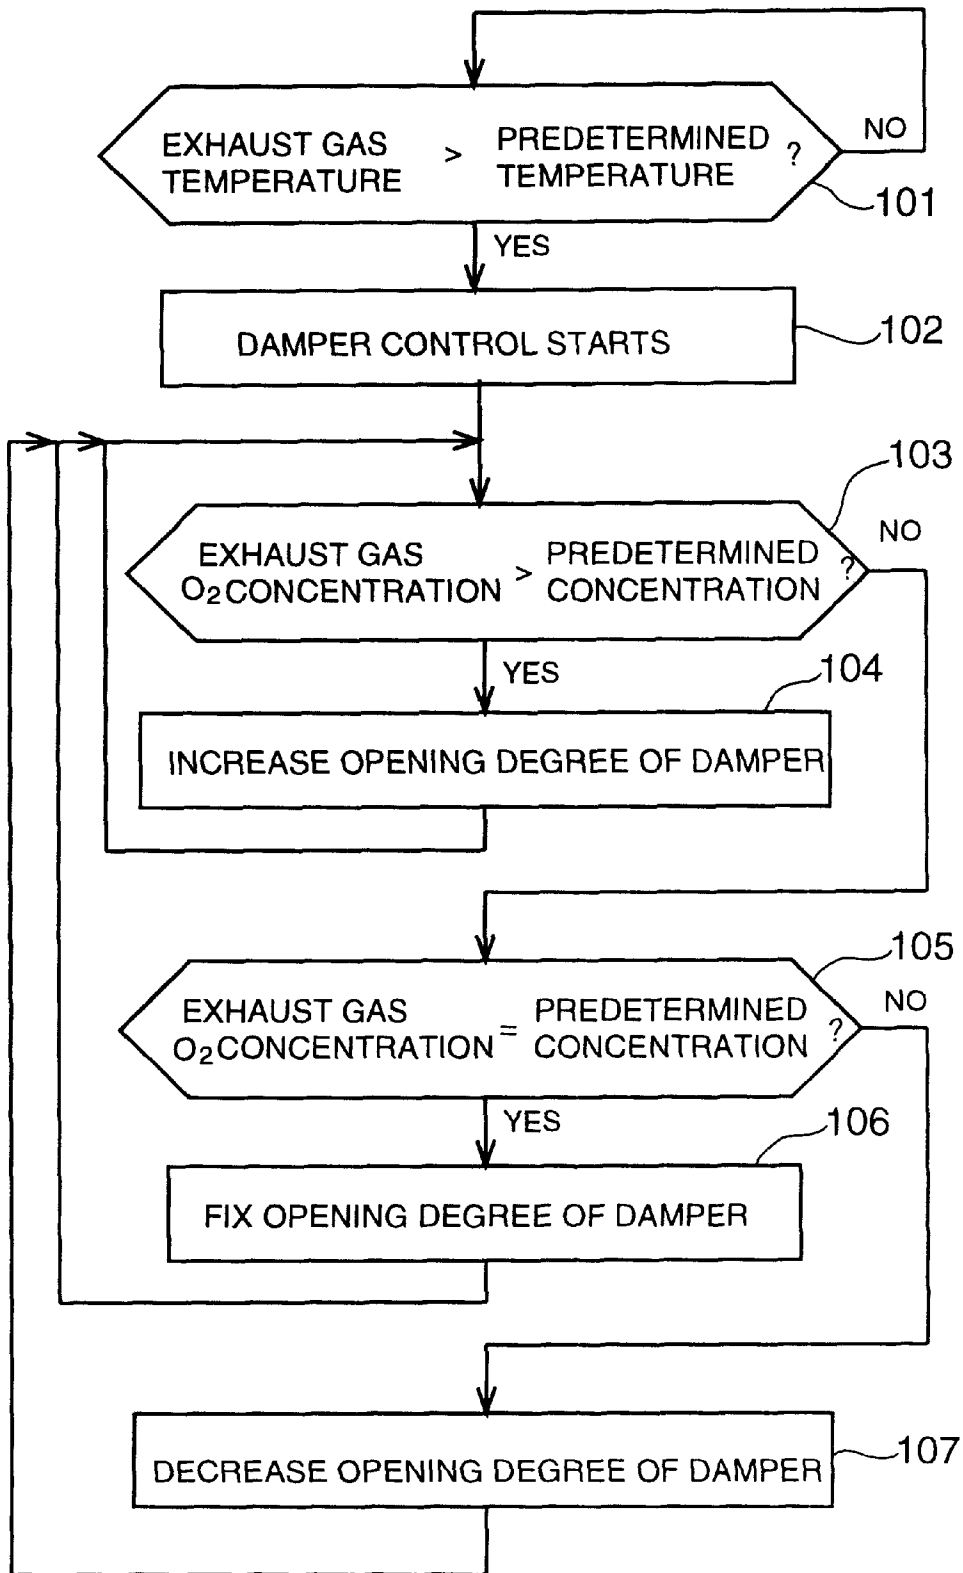 NO
EXHAUST GAS > PREDETERMINED ?
TEMPERATURE TEMPERATURE
101
YES
DAMPER CONTROL STARTS
102
103
NO
EXHAUST GAS > PREDETERMINED ?
O2 CONCENTRATION CONCENTRATION
YES
104
INCREASE OPENING DEGREE OF DAMPER
105
NO
EXHAUST GAS = PREDETERMINED ?
O2 CONCENTRATION CONCENTRATION
YES
106
FIX OPENING DEGREE OF DAMPER
107
DECREASE OPENING DEGREE OF DAMPER